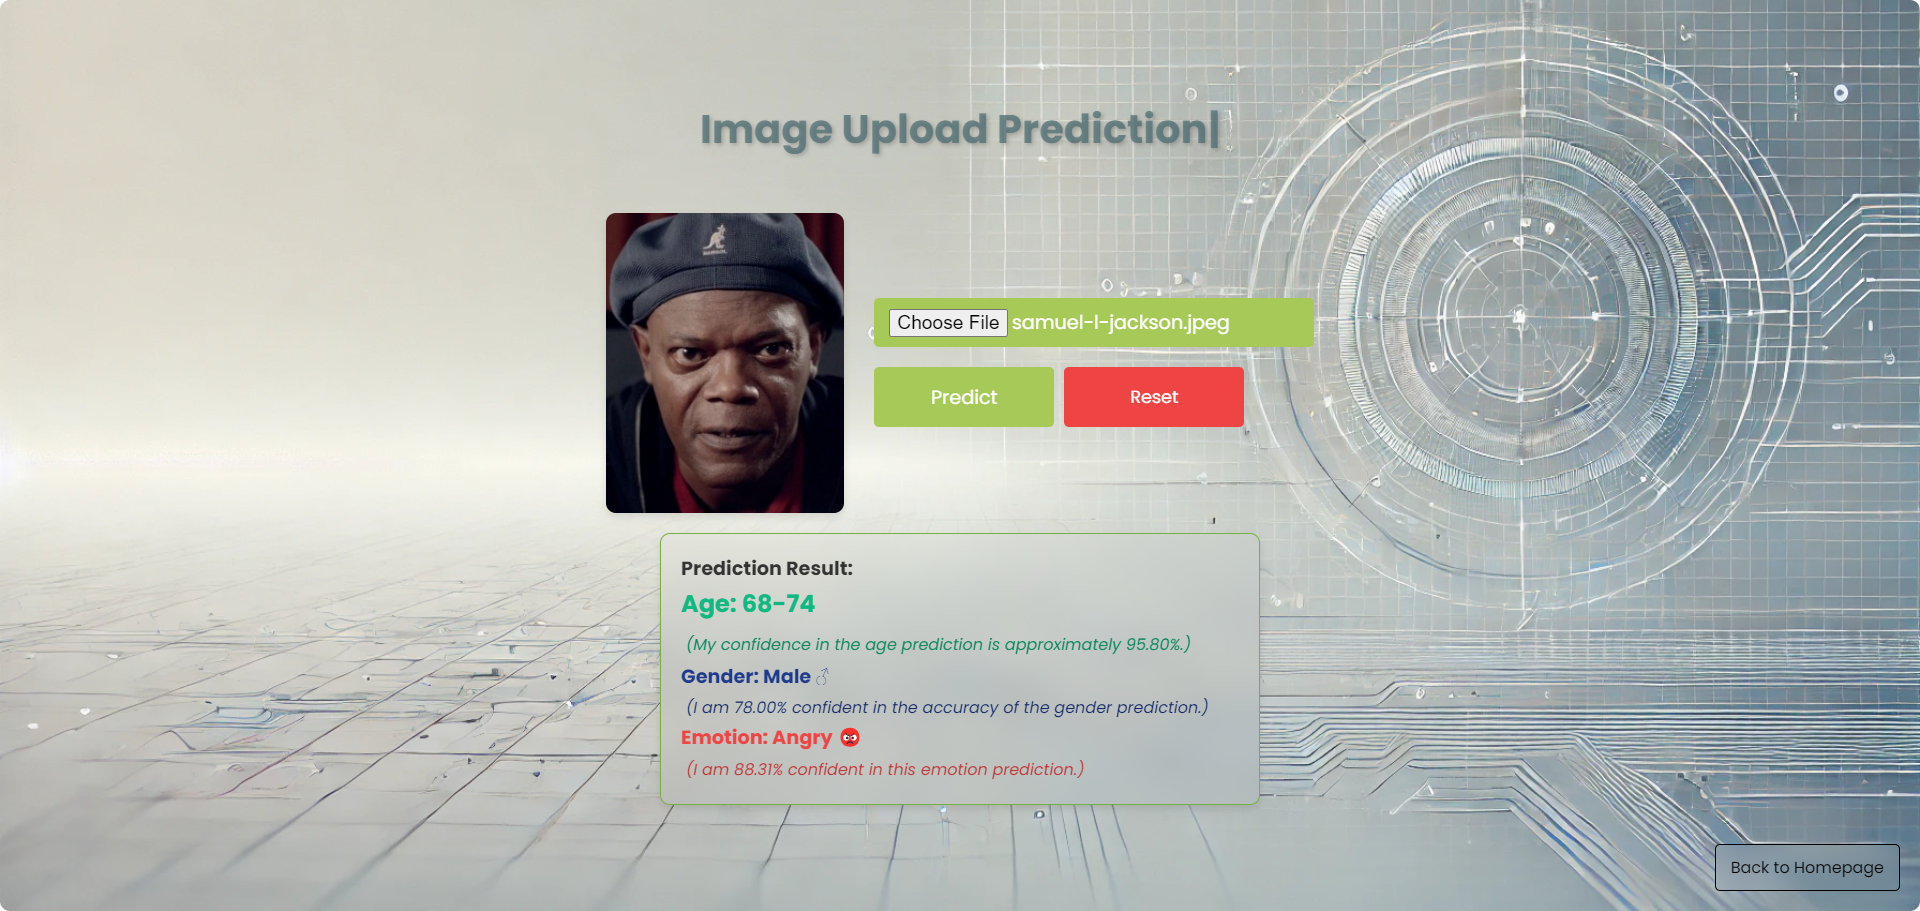 Image Upload Prediction|
Choose File samuel-l-jackson.jpeg
Predict
Reset
Prediction Result:
Age: 68-74
(My confidence in the age prediction is approximately 95.80%.)
Gender: Male ♂
(I am 78.00% confident in the accuracy of the gender prediction.)
Emotion: Angry 😡
(I am 88.31% confident in this emotion prediction.)
Back to Homepage